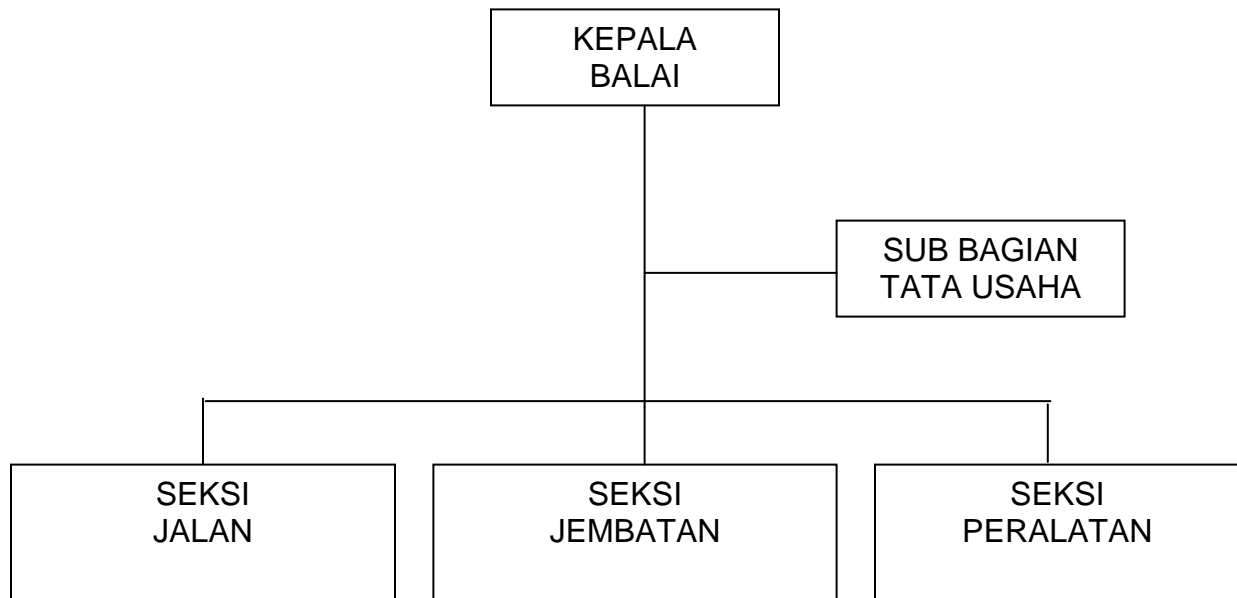 KEPALA
BALAI
SUB BAGIAN
TATA USAHA
SEKSI
JALAN
SEKSI
JEMBATAN
SEKSI
PERALATAN